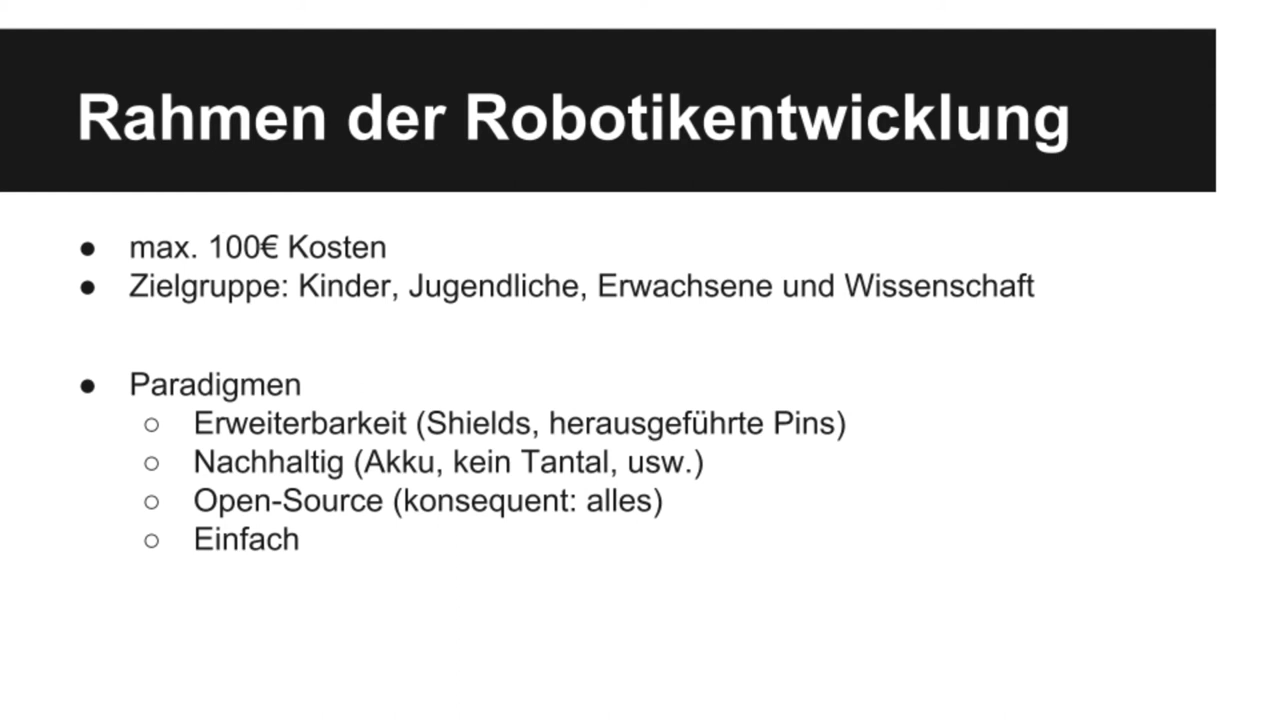 Rahmen der Robotikentwicklung
● max. 100€ Kosten
● Zielgruppe: Kinder, Jugendliche, Erwachsene und Wissenschaft
● Paradigmen
○ Erweiterbarkeit (Shields, herausgeführte Pins)
○ Nachhaltig (Akku, kein Tantal, usw.)
○ Open-Source (konsequent: alles)
○ Einfach